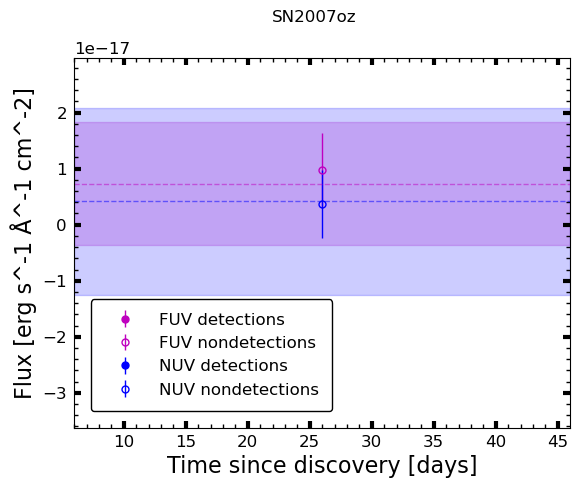 SN2007oz
1e−17
Flux [erg s^-1 Å^-1 cm^-2]
2
1
0
−1
−2
−3
FUV detections
FUV nondetections
NUV detections
NUV nondetections
10 15 20 25 30 35 40 45
Time since discovery [days]